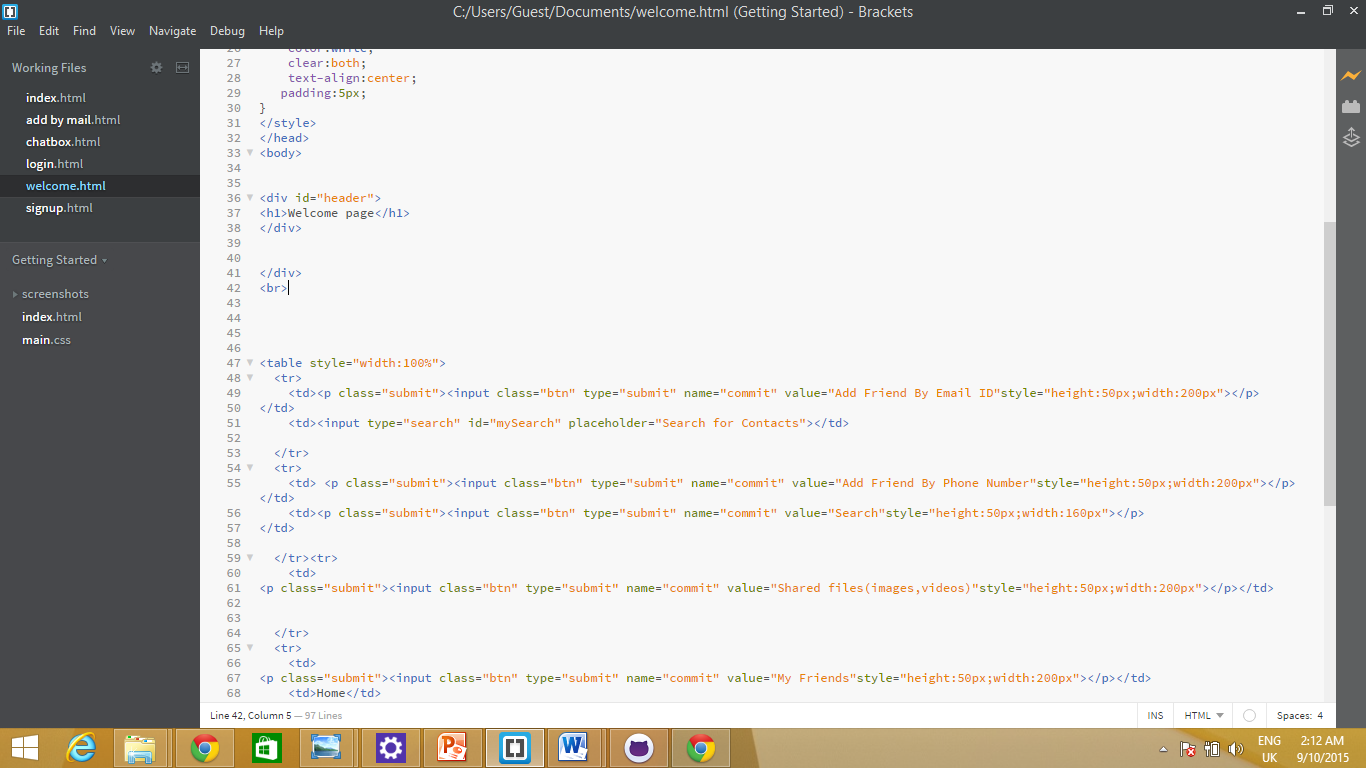 C:/Users/Guest/Documents/welcome.html (Getting Started) - Brackets
File Edit Find View Navigate Debug Help
Working Files
index.html
add by mail.html
chatbox.html
login.html
welcome.html
signup.html
Getting Started
screenshots
index.html
main.css
26 color:white;
27 clear:both;
28 text-align:center;
29 padding:5px;
30 }
31 </style>
32 </head>
33 <body>
34
35
36 <div id="header">
37 <h1>Welcome page</h1>
38 </div>
39
40
41 </div>
42 <br>
43
44
45
46
47 <table style="width:100%">
48 <tr>
49 <td><p class="submit"><input class="btn" type="submit" name="commit" value="Add Friend By Email ID"style="height:50px;width:200px"></p>
50 </td>
51 <td><input type="search" id="mySearch" placeholder="Search for Contacts"></td>
52
53 </tr>
54 <tr>
55 <td> <p class="submit"><input class="btn" type="submit" name="commit" value="Add Friend By Phone Number"style="height:50px;width:200px"></p>
</td>
56 <td><p class="submit"><input class="btn" type="submit" name="commit" value="Search"style="height:50px;width:160px"></p>
57 </td>
58
59 </tr><tr>
60 <td>
61 <p class="submit"><input class="btn" type="submit" name="commit" value="Shared files(images,videos)"style="height:50px;width:200px"></p></td>
62
63
64 </tr>
65 <tr>
66 <td>
67 <p class="submit"><input class="btn" type="submit" name="commit" value="My Friends"style="height:50px;width:200px"></p></td>
68 <td>Home</td>
Line 42, Column 5 — 97 Lines
INS HTML Spaces: 4
ENG 2:12 AM
UK 9/10/2015